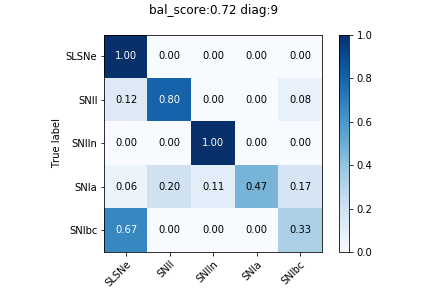 bal_score:0.72 diag:9
True label
SLSNe 1.00 0.00 0.00 0.00 0.00
SNII 0.12 0.80 0.00 0.00 0.08
SNIIn 0.00 0.00 1.00 0.00 0.00
SNIa 0.06 0.20 0.11 0.47 0.17
SNIbc 0.67 0.00 0.00 0.00 0.33
SLSNe SNII SNIIn SNIa SNIbc
1.0
0.8
0.6
0.4
0.2
0.0